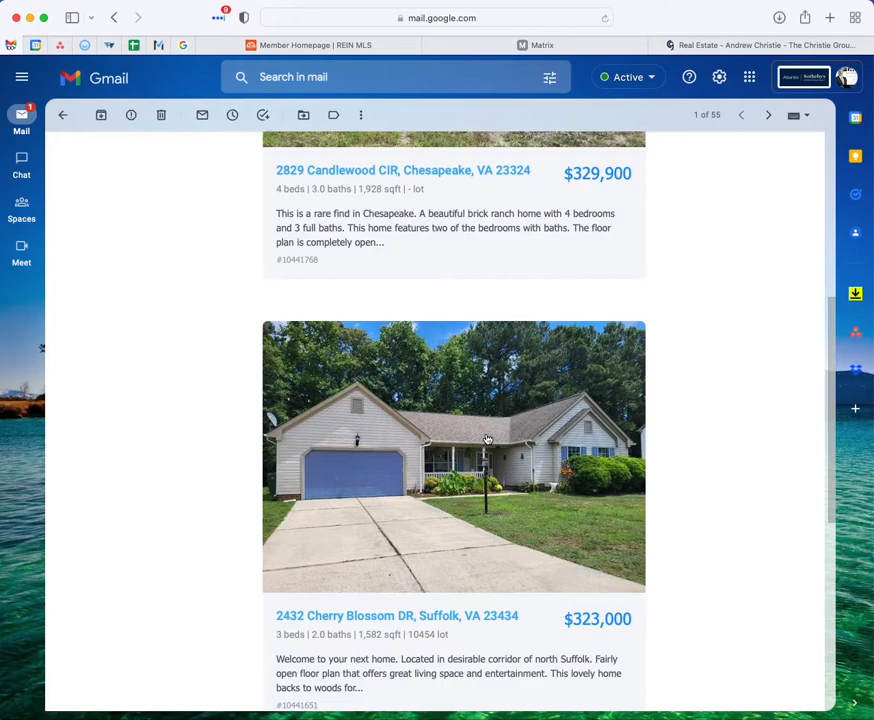 9
mail.google.com
Member Homepage | REIN MLS
Matrix
Real Estate - Andrew Christie - The Christie Grou...
Gmail
Search in mail
Active
1
Mail
1 of 55
Chat
Spaces
Meet
2829 Candlewood CIR, Chesapeake, VA 23324
$329,900
4 beds | 3.0 baths | 1,928 sqft | - lot
This is a rare find in Chesapeake. A beautiful brick ranch home with 4 bedrooms
and 3 full baths. This home features two of the bedrooms with baths. The floor
plan is completely open...
#10441768
2432 Cherry Blossom DR, Suffolk, VA 23434
$323,000
3 beds | 2.0 baths | 1,582 sqft | 10454 lot
Welcome to your next home. Located in desirable corridor of north Suffolk. Fairly
open floor plan that offers great living space and entertainment. This lovely home
backs to woods for...
#10441651